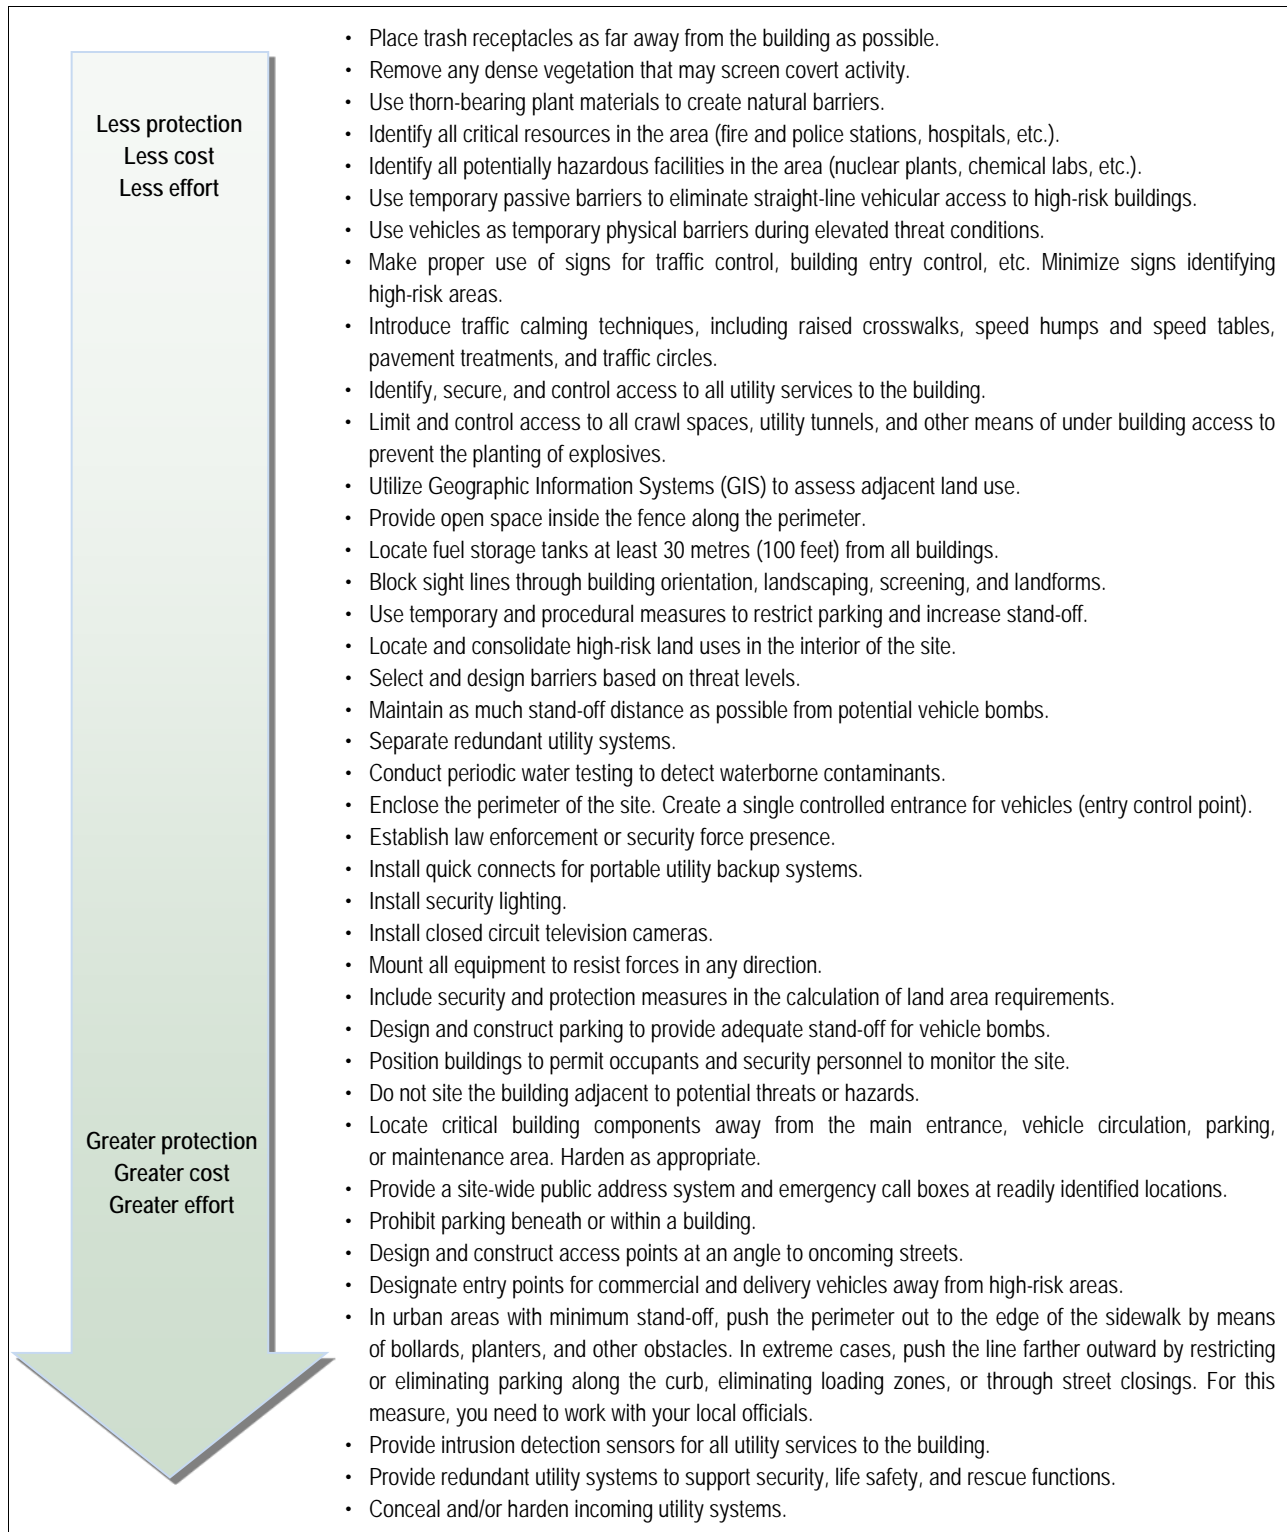 Less protection
Less cost
Less effort
Greater protection
Greater cost
Greater effort
• Place trash receptacles as far away from the building as possible.
• Remove any dense vegetation that may screen covert activity.
• Use thorn-bearing plant materials to create natural barriers.
• Identify all critical resources in the area (fire and police stations, hospitals, etc.).
• Identify all potentially hazardous facilities in the area (nuclear plants, chemical labs, etc.).
• Use temporary passive barriers to eliminate straight-line vehicular access to high-risk buildings.
• Use vehicles as temporary physical barriers during elevated threat conditions.
• Make proper use of signs for traffic control, building entry control, etc. Minimize signs identifying
high-risk areas.
• Introduce traffic calming techniques, including raised crosswalks, speed humps and speed tables,
pavement treatments, and traffic circles.
• Identify, secure, and control access to all utility services to the building.
• Limit and control access to all crawl spaces, utility tunnels, and other means of under building access to
prevent the planting of explosives.
• Utilize Geographic Information Systems (GIS) to assess adjacent land use.
• Provide open space inside the fence along the perimeter.
• Locate fuel storage tanks at least 30 metres (100 feet) from all buildings.
• Block sight lines through building orientation, landscaping, screening, and landforms.
• Use temporary and procedural measures to restrict parking and increase stand-off.
• Locate and consolidate high-risk land uses in the interior of the site.
• Select and design barriers based on threat levels.
• Maintain as much stand-off distance as possible from potential vehicle bombs.
• Separate redundant utility systems.
• Conduct periodic water testing to detect waterborne contaminants.
• Enclose the perimeter of the site. Create a single controlled entrance for vehicles (entry control point).
• Establish law enforcement or security force presence.
• Install quick connects for portable utility backup systems.
• Install security lighting.
• Install closed circuit television cameras.
• Mount all equipment to resist forces in any direction.
• Include security and protection measures in the calculation of land area requirements.
• Design and construct parking to provide adequate stand-off for vehicle bombs.
• Position buildings to permit occupants and security personnel to monitor the site.
• Do not site the building adjacent to potential threats or hazards.
• Locate critical building components away from the main entrance, vehicle circulation, parking,
or maintenance area. Harden as appropriate.
• Provide a site-wide public address system and emergency call boxes at readily identified locations.
• Prohibit parking beneath or within a building.
• Design and construct access points at an angle to oncoming streets.
• Designate entry points for commercial and delivery vehicles away from high-risk areas.
• In urban areas with minimum stand-off, push the perimeter out to the edge of the sidewalk by means
of bollards, planters, and other obstacles. In extreme cases, push the line farther outward by restricting
or eliminating parking along the curb, eliminating loading zones, or through street closings. For this
measure, you need to work with your local officials.
• Provide intrusion detection sensors for all utility services to the building.
• Provide redundant utility systems to support security, life safety, and rescue functions.
• Conceal and/or harden incoming utility systems.